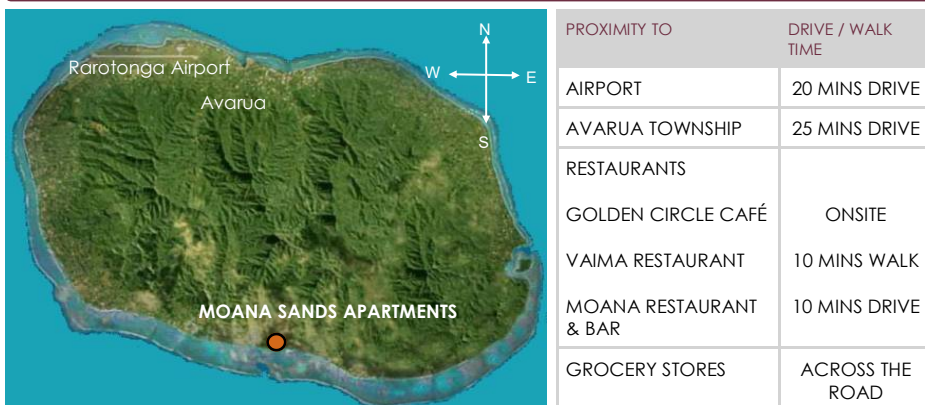 Rarotonga Airport
Avarua
N
W
E
S
MOANA SANDS APARTMENTS
PROXIMITY TO
DRIVE / WALK
TIME
AIRPORT
20 MINS DRIVE
AVARUA TOWNSHIP
25 MINS DRIVE
RESTAURANTS
GOLDEN CIRCLE CAFÉ
ONSITE
VAIMA RESTAURANT
10 MINS WALK
MOANA RESTAURANT
& BAR
10 MINS DRIVE
GROCERY STORES
ACROSS THE
ROAD